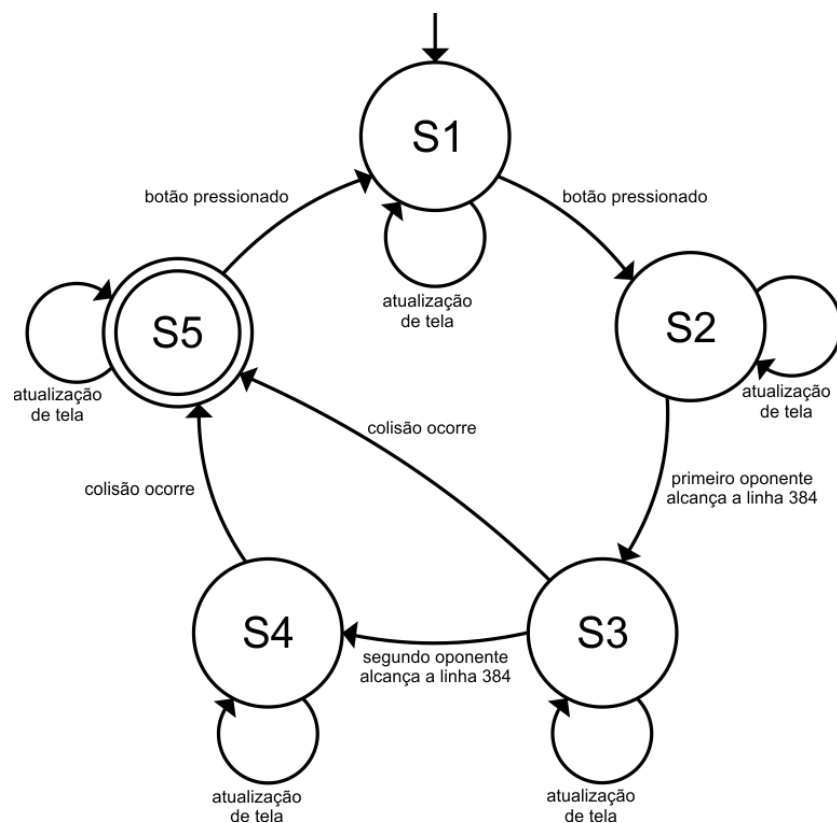 S1
botão pressionado
botão pressionado
atualização
de tela
S5
S2
atualização
de tela
atualização
de tela
colisão ocorre
colisão ocorre
primeiro oponente
alcança a linha 384
S4
S3
segundo oponente
alcança a linha 384
atualização
de tela
atualização
de tela